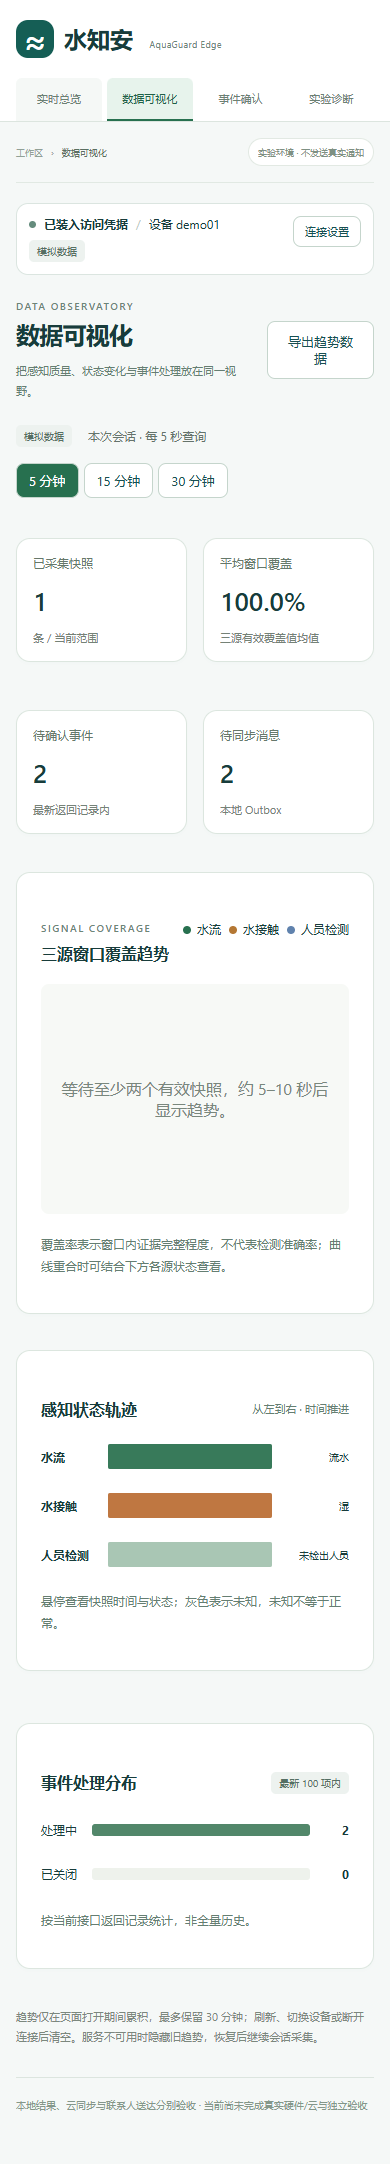 水知安 AquaGuard Edge
实时总览 数据可视化 事件确认 实验诊断
工作区 › 数据可视化 实验环境 · 不发送真实通知
已装入访问凭据 / 设备 demo01
模拟数据
连接设置
DATA OBSERVATORY
数据可视化
把感知质量、状态变化与事件处理放在同一视
野。
导出趋势数
据
模拟数据 本次会话 · 每 5 秒查询
5 分钟 15 分钟 30 分钟
已采集快照
1
条 / 当前范围
平均窗口覆盖
100.0%
三源有效覆盖值均值
待确认事件
2
最新返回记录内
待同步消息
2
本地 Outbox
SIGNAL COVERAGE
三源窗口覆盖趋势
水流 水接触 人员检测
等待至少两个有效快照，约 5–10 秒后
显示趋势。
覆盖率表示窗口内证据完整程度，不代表检测准确率；曲
线重合时可结合下方各源状态查看。
感知状态轨迹 从左到右 · 时间推进
水流 流水
水接触 湿
人员检测 未检出人员
悬停查看快照时间与状态；灰色表示未知，未知不等于正
常。
事件处理分布 最新 100 项内
处理中 2
已关闭 0
按当前接口返回记录统计，非全量历史。
趋势仅在页面打开期间累积，最多保留 30 分钟；刷新、切换设备或断开
连接后清空。服务不可用时隐藏旧趋势，恢复后继续会话采集。
本地结果、云同步与联系人送达分别验收 · 当前尚未完成真实硬件/云与独立验收